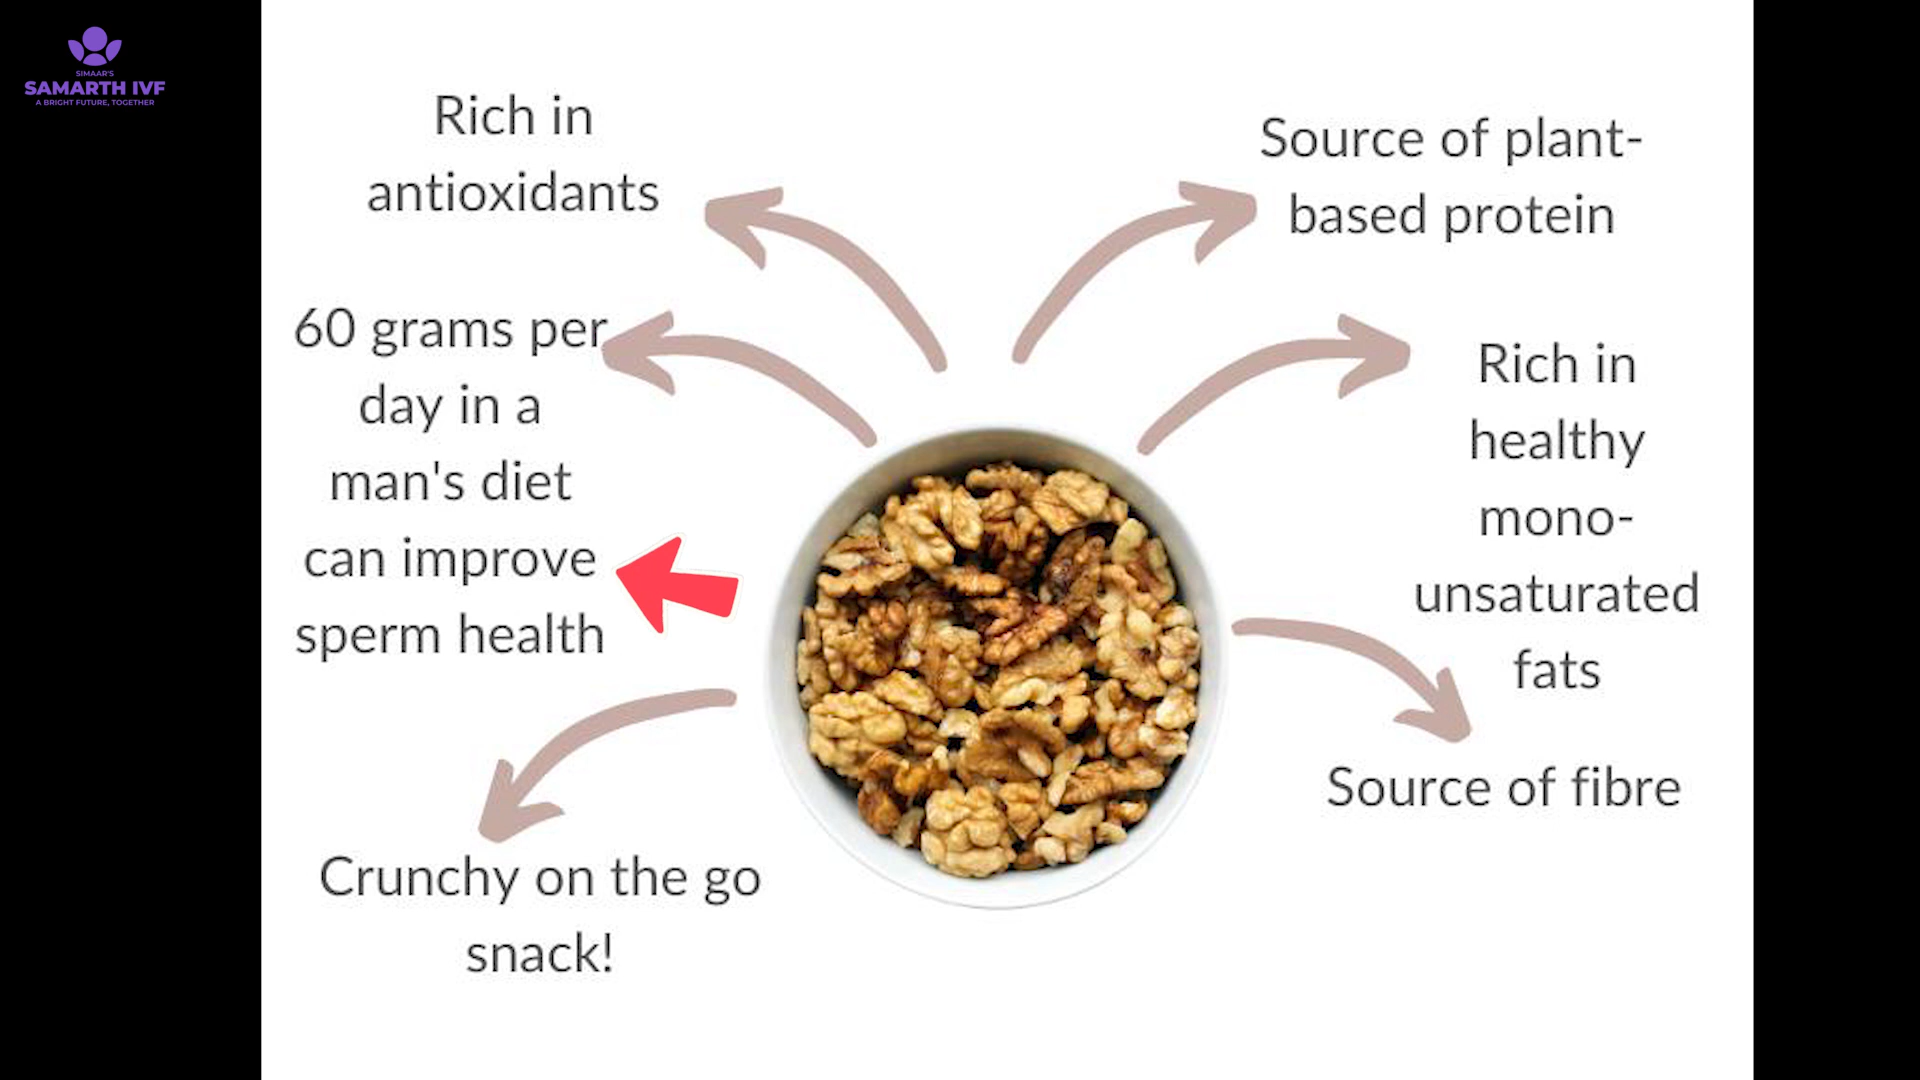 SIMAAR'S
SAMARTH IVF
A BRIGHT FUTURE, TOGETHER
Rich in
antioxidants
60 grams per
day in a
man's diet
can improve
sperm health
Crunchy on the go
snack!
Source of plant-
based protein
Rich in
healthy
mono-
unsaturated
fats
Source of fibre